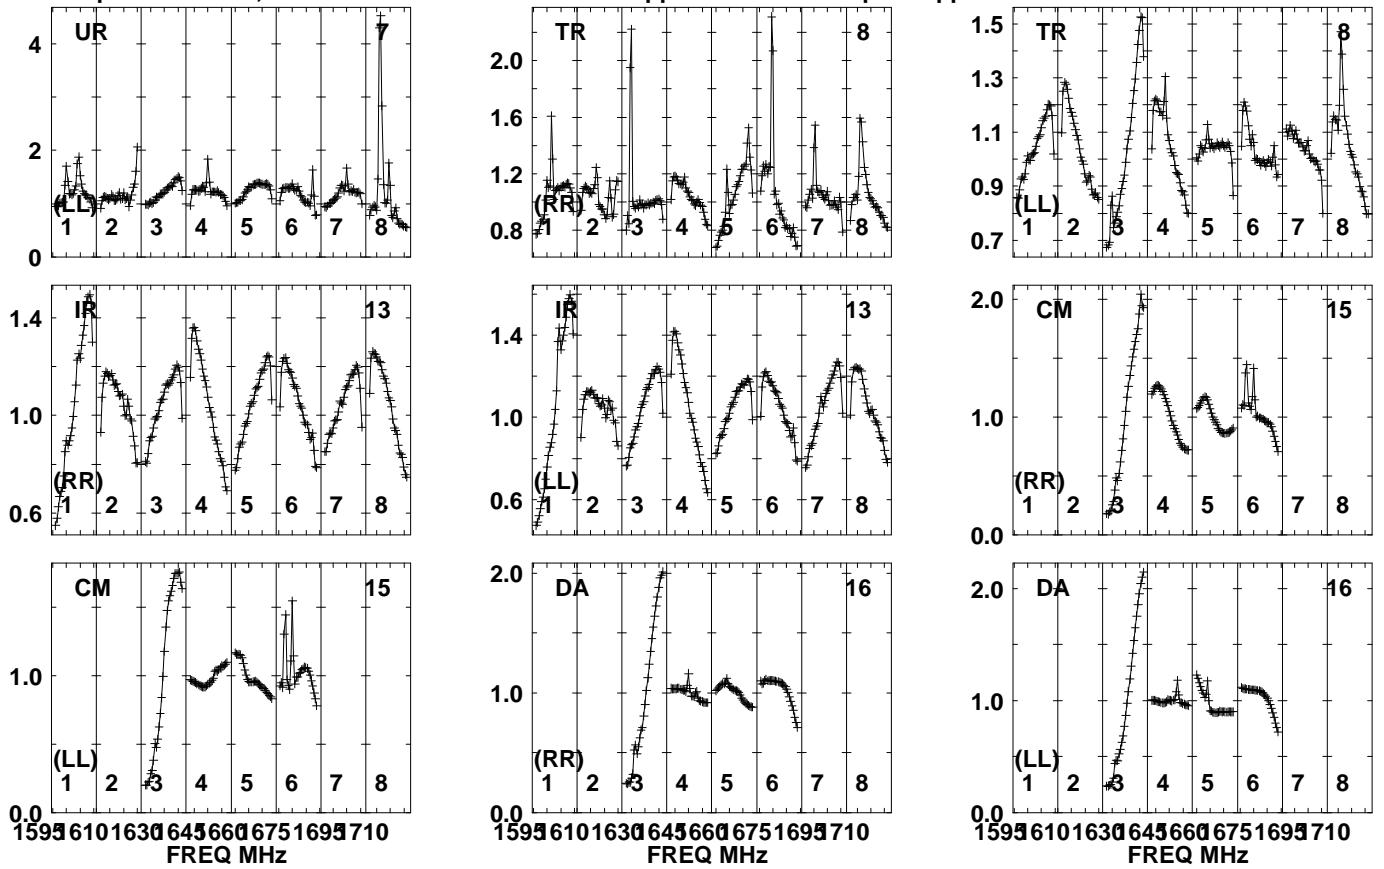 UR 7
4
2
0
(LL)
1 2 3 4 5 6 7 8
TR 8
2.0
1.6
1.2
0.8
(RR)
1 2 3 4 5 6 7 8
TR 8
1.5
1.3
1.1
0.9
0.7
(LL)
1 2 3 4 5 6 7 8
IR 13
1.4
1.0
0.6
(RR)
1 2 3 4 5 6 7 8
IR 13
1.4
1.0
0.6
(LL)
1 2 3 4 5 6 7 8
CM 15
2.0
1.0
0.0
(RR)
1 2 3 4 5 6 7 8
CM 15
1.0
0.0
(LL)
1 2 3 4 5 6 7 8
1595 1610 1630 1645 1660 1675 1695 1710
FREQ MHz
DA 16
2.0
1.0
0.0
(RR)
1 2 3 4 5 6 7 8
1595 1610 1630 1645 1660 1675 1695 1710
FREQ MHz
DA 16
2.0
1.0
0.0
(LL)
1 2 3 4 5 6 7 8
1595 1610 1630 1645 1660 1675 1695 1710
FREQ MHz